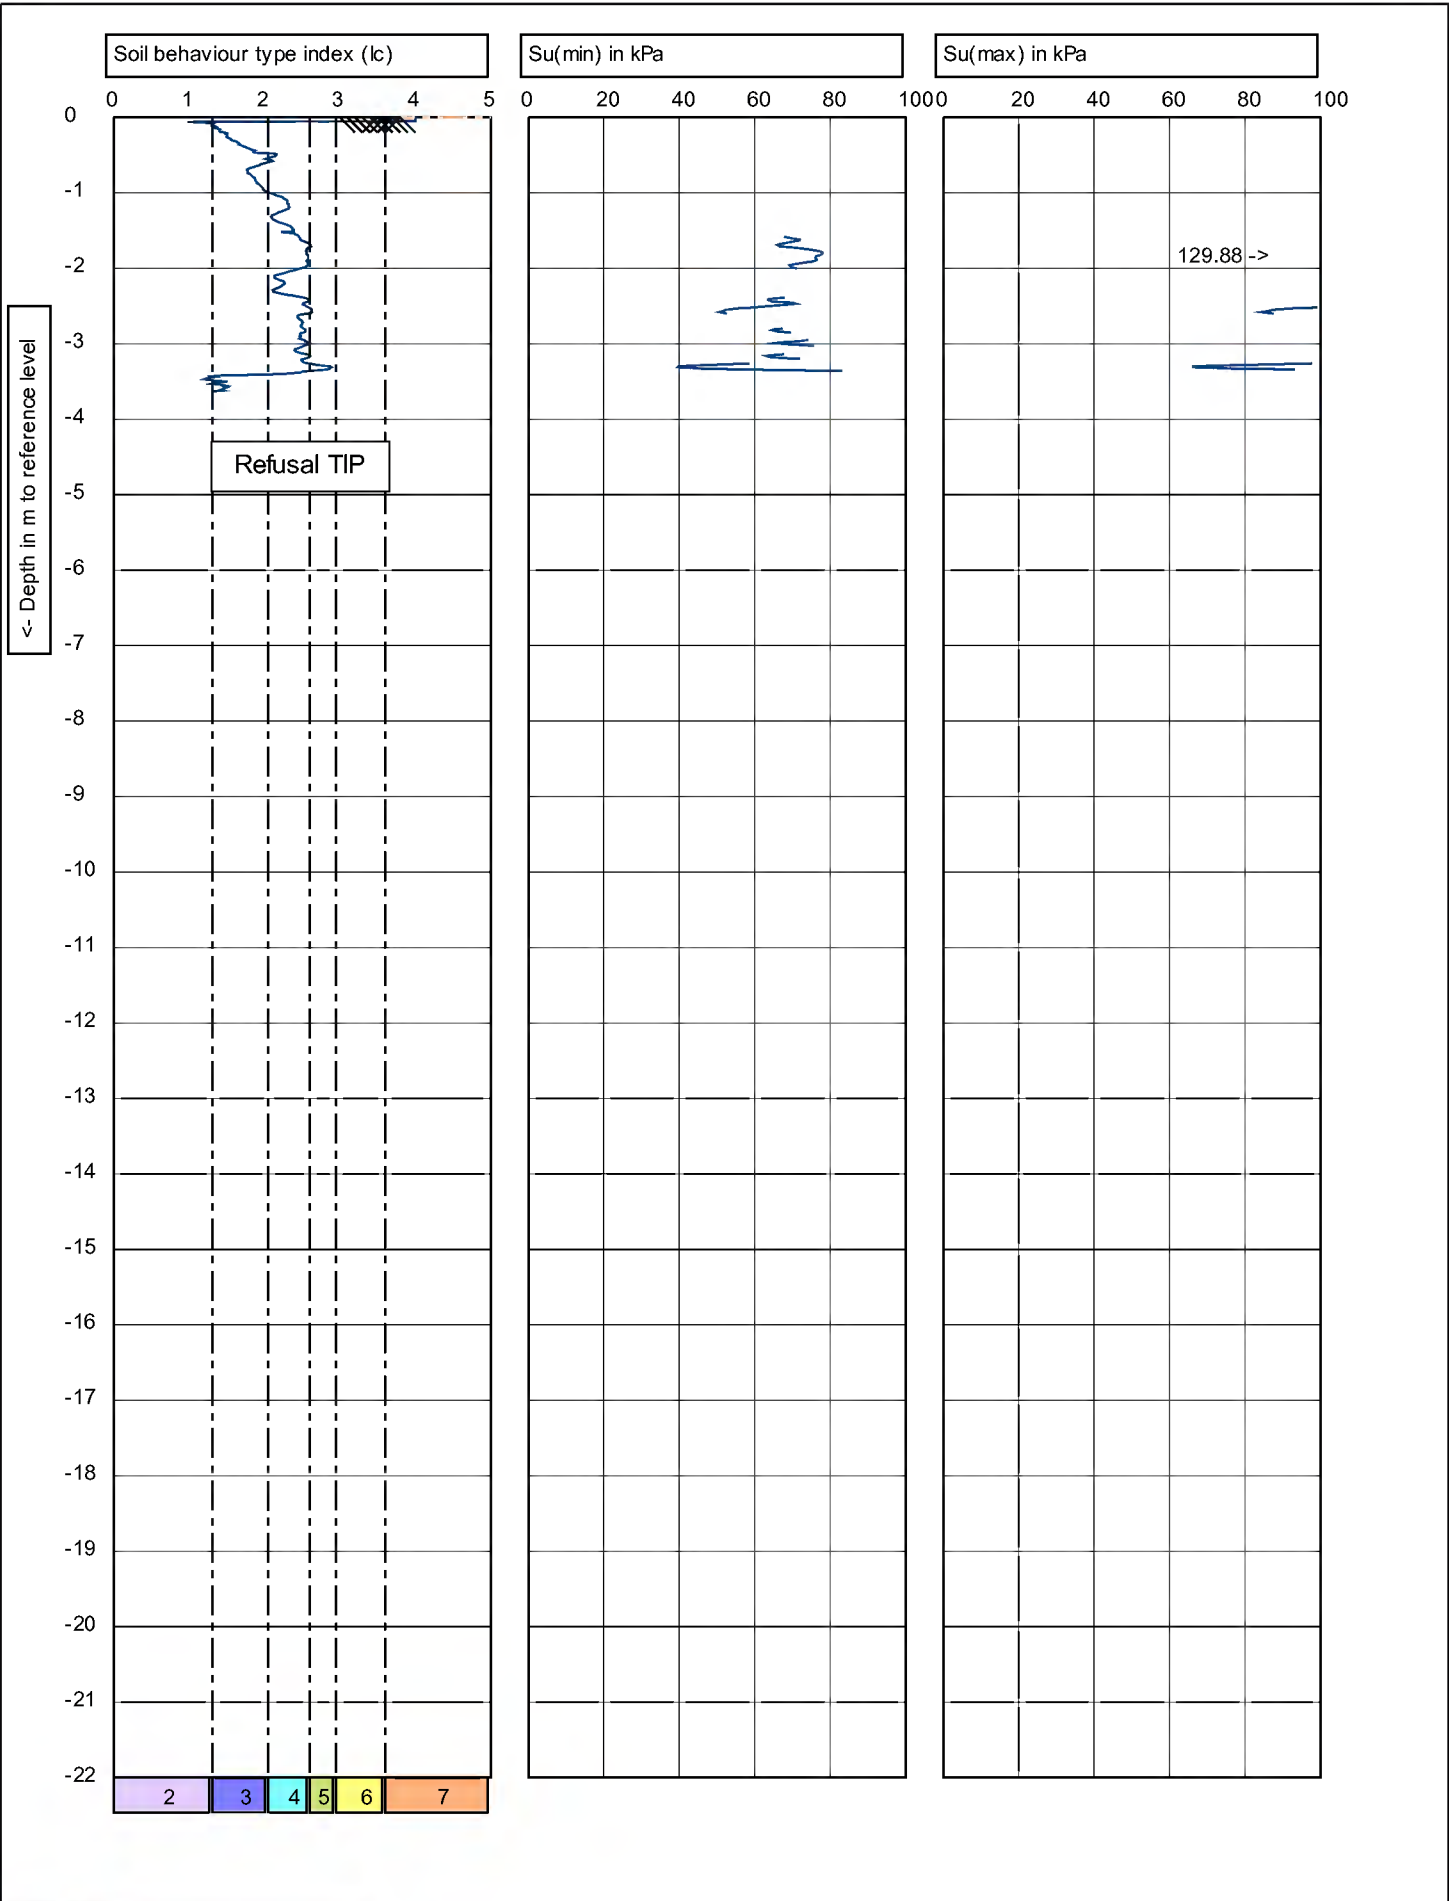 Soil behaviour type index (Ic)
Su(min) in kPa
Su(max) in kPa
0 1 2 3 4 5
0 20 40 60 80 100
0 20 40 60 80 100
0
-1
129.88 ->
-2
-3
-4
Refusal TIP
-5
<- Depth in m to reference level
-6
-7
-8
-9
-10
-11
-12
-13
-14
-15
-16
-17
-18
-19
-20
-21
-22
2 3 4 5 6 7